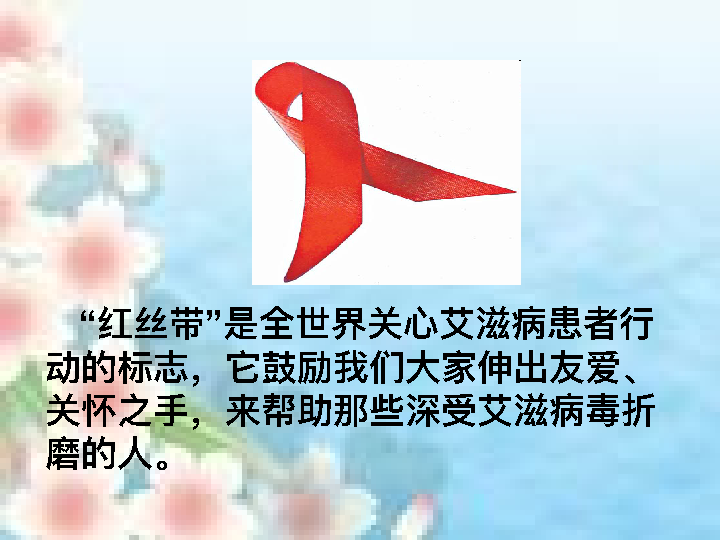 “红丝带”是全世界关心艾滋病患者行
动的标志，它鼓励我们大家伸出友爱、
关怀之手，来帮助那些深受艾滋病毒折
磨的人。